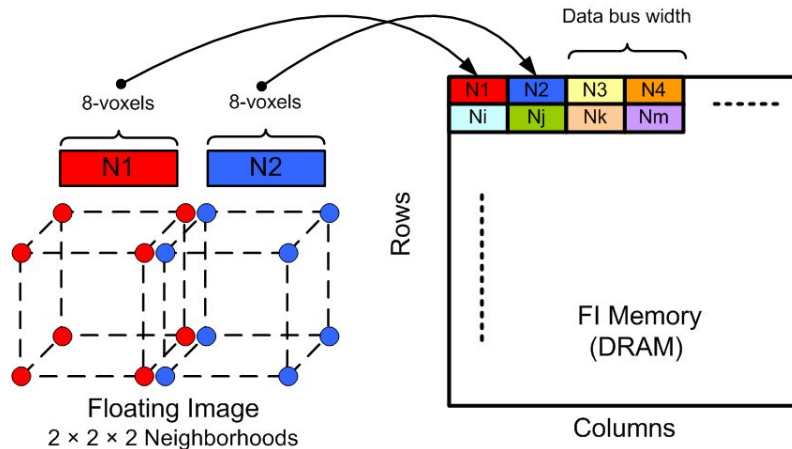 Data bus width
8-voxels
8-voxels
N1
N2
N1 N2 N3 N4
Ni Nj Nk Nm
Rows
FI Memory
(DRAM)
Floating Image
2 × 2 × 2 Neighborhoods
Columns